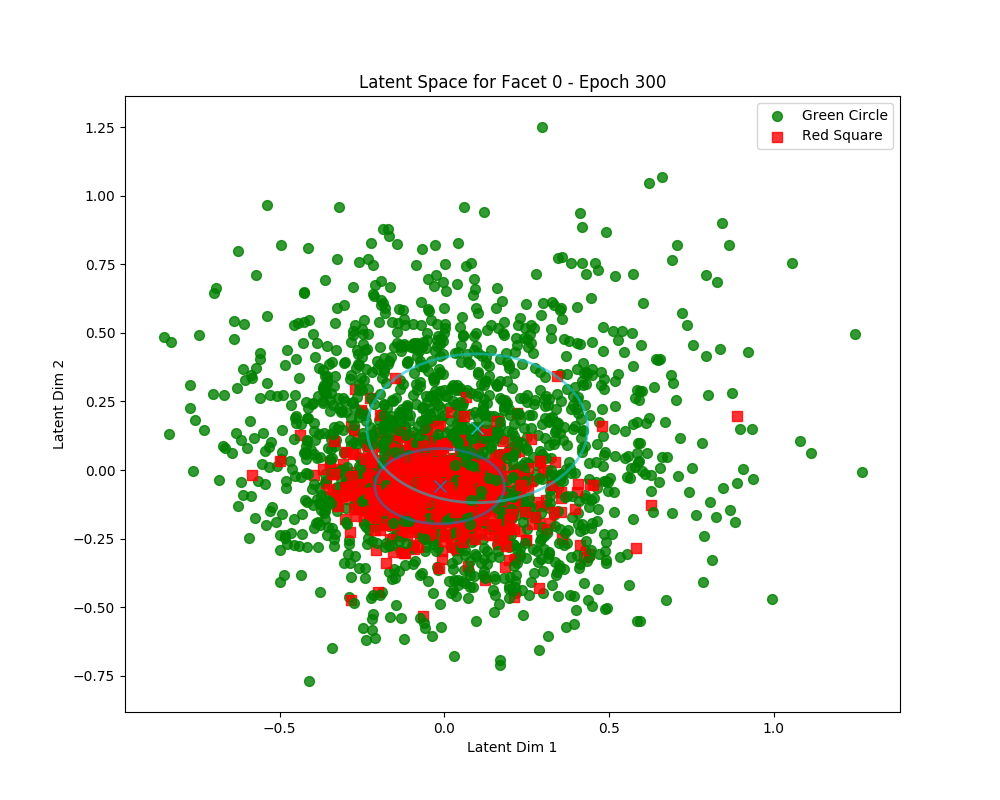 Latent Space for Facet 0 - Epoch 300
Green Circle
Red Square
1.25
1.00
0.75
0.50
0.25
0.00
−0.25
−0.50
−0.75
Latent Dim 2
−0.5
0.0
0.5
1.0
Latent Dim 1